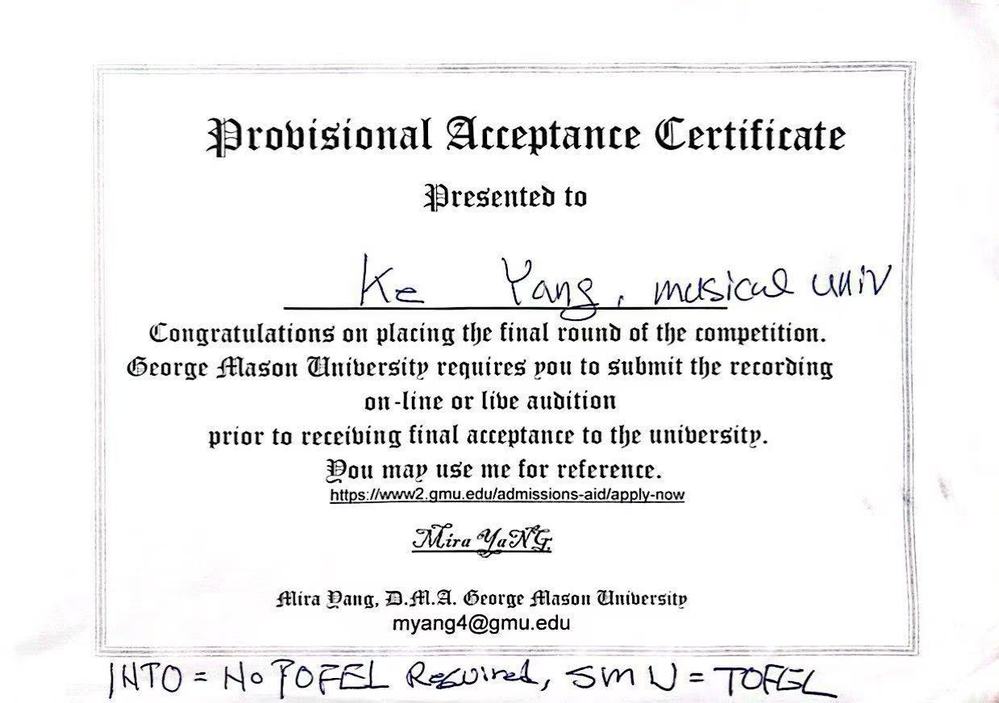 Provisional Acceptance Certificate
Presented to
Ke Yang, musical univ
Congratulations on placing the final round of the competition.
George Mason University requires you to submit the recording
on-line or live audition
prior to receiving final acceptance to the university.
You may use me for reference.
https://www2.gmu.edu/admissions-aid/apply-now
Mira YaNG,
Mira Yang, D.M.A. George Mason University
myang4@gmu.edu
INTO = No TOFEL Required, SMU = TOFEL